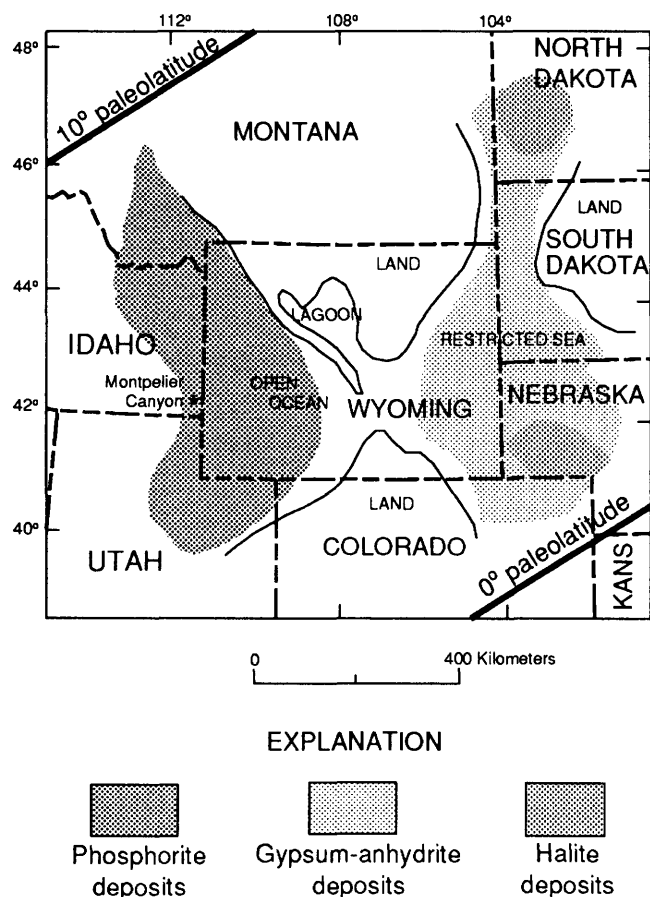 112° 108° 104°
48°
NORTH
DAKOTA
10° paleolatitude
MONTANA
46°
LAND
SOUTH
DAKOTA
LAND
44°
LAGOON
RESTRICTED SEA
IDAHO
Montpelier
Canyon
OPEN
OCEAN
WYOMING
NEBRASKA
42°
LAND
40°
UTAH
COLORADO
0° paleolatitude
KANS
0 400 Kilometers
EXPLANATION
Phosphorite
deposits
Gypsum-anhydrite
deposits
Halite
deposits